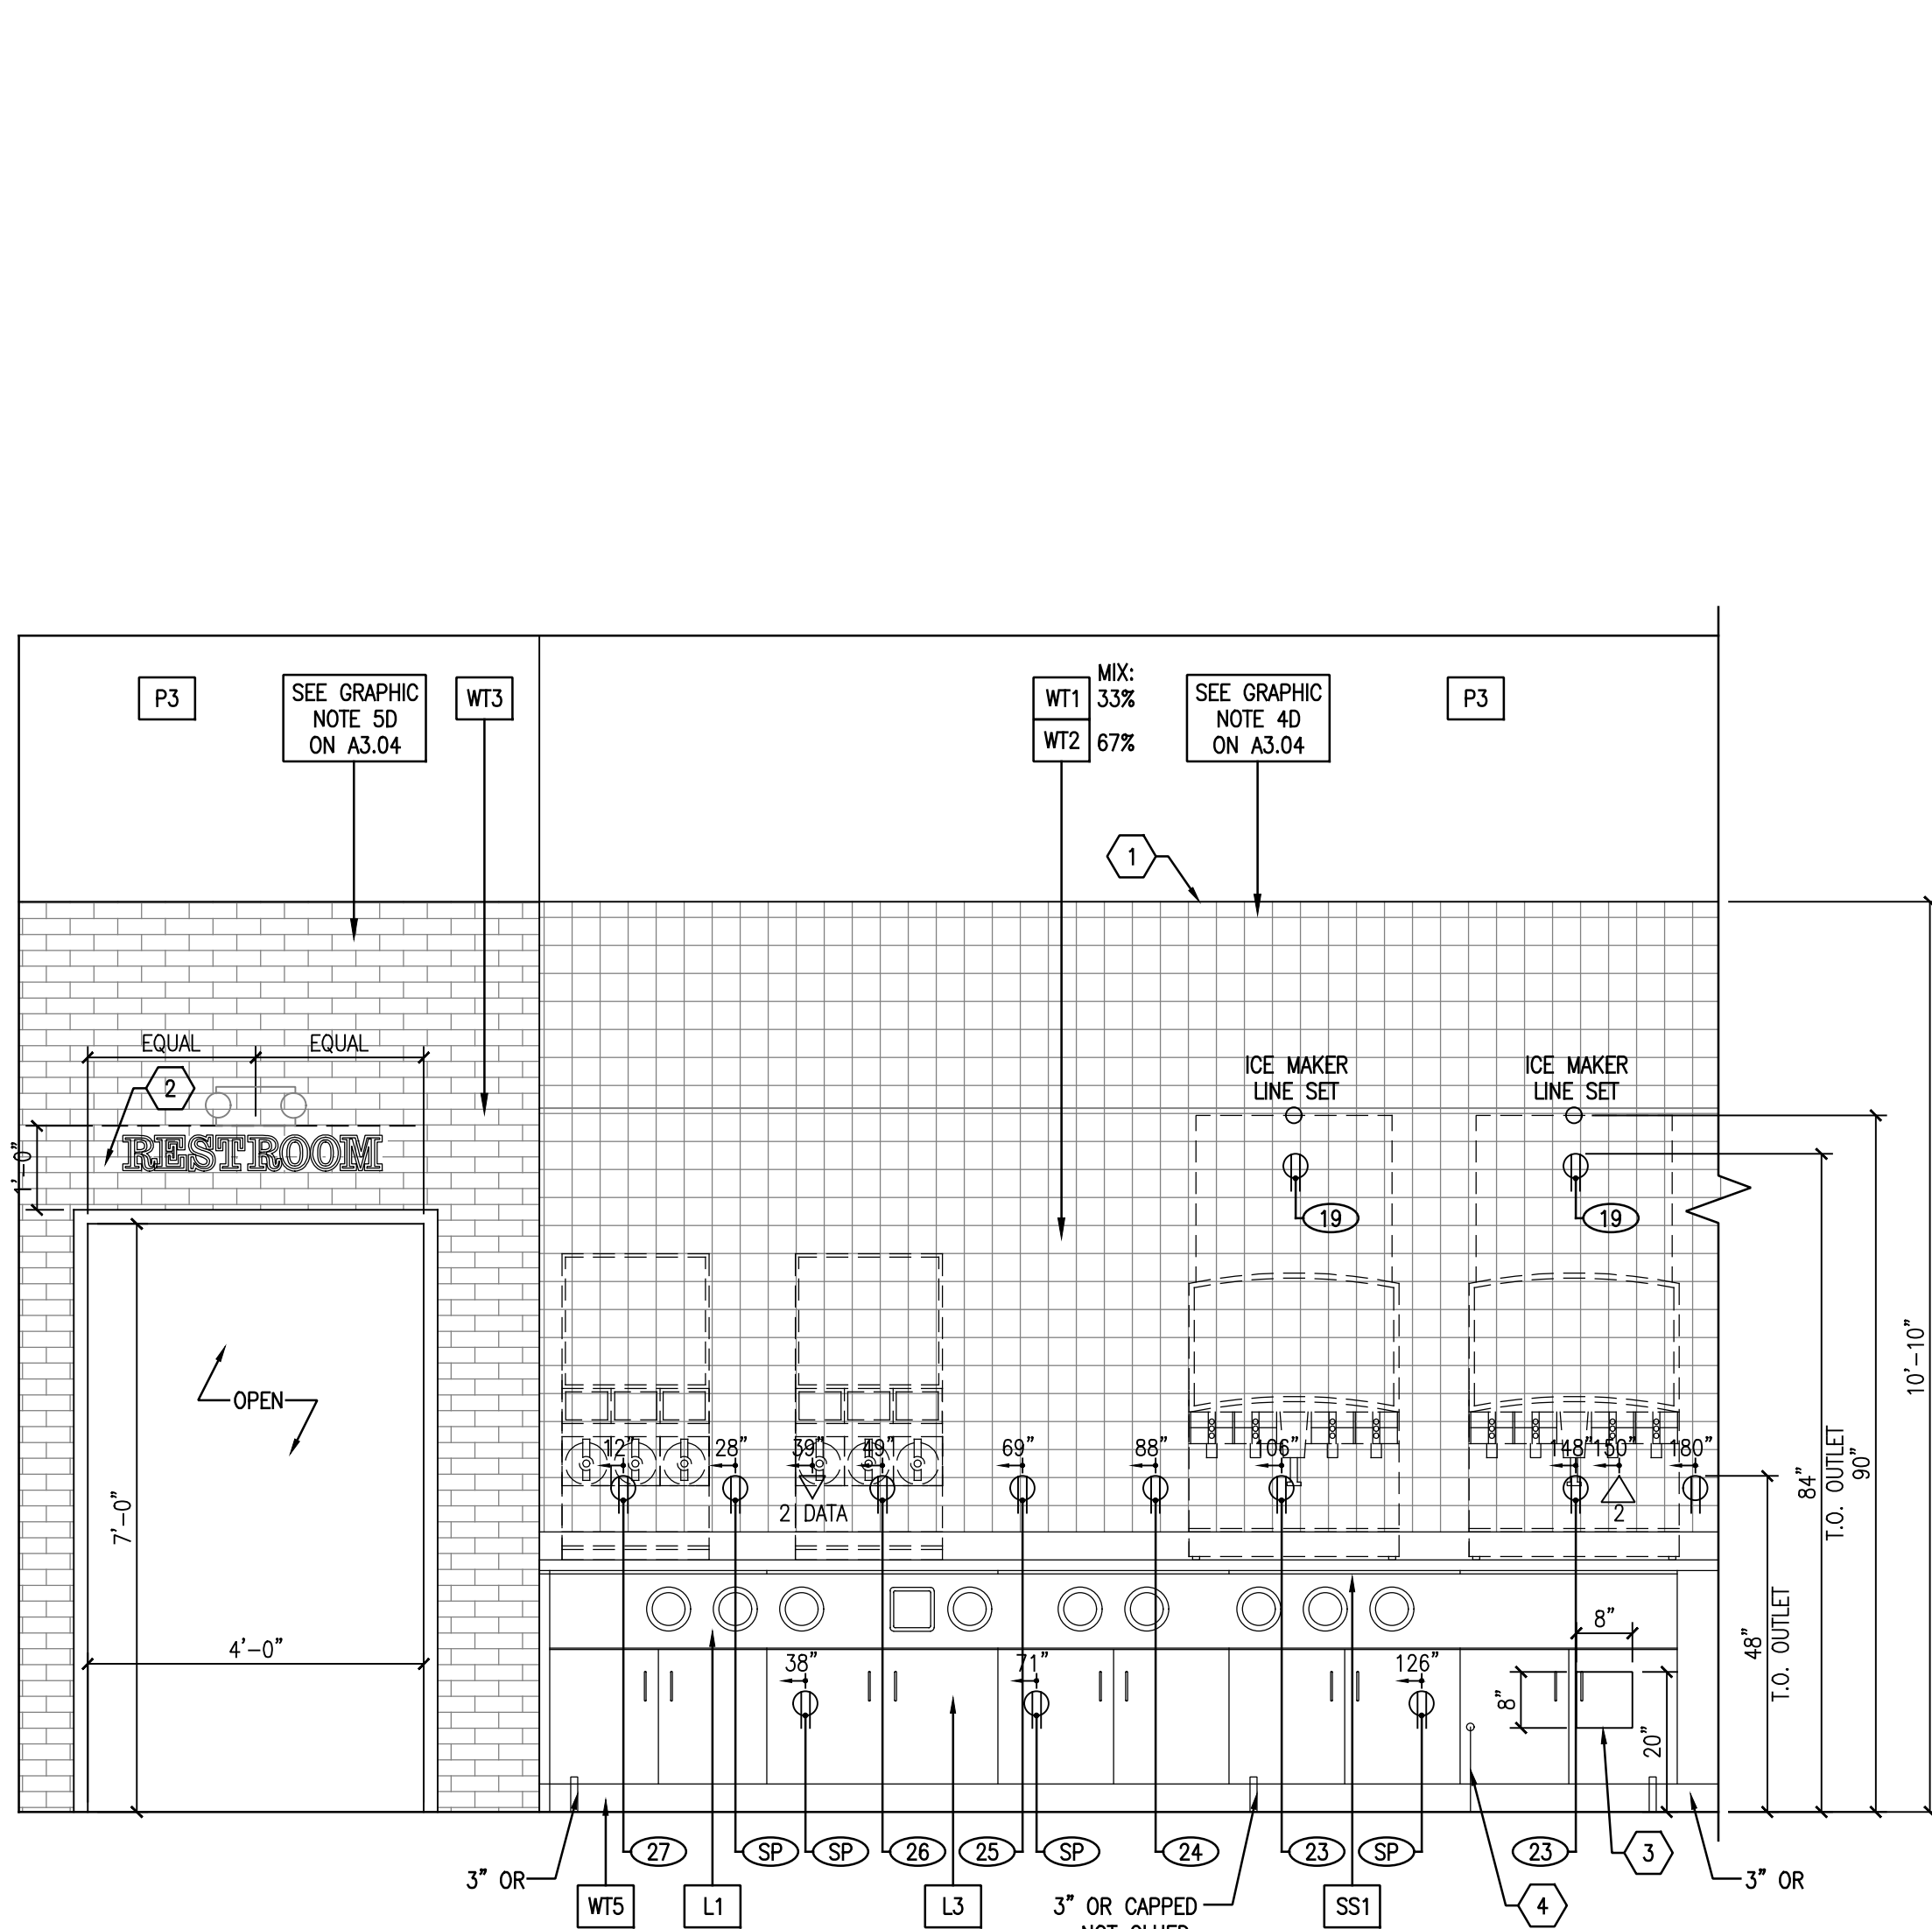 MIX:
P3
SEE GRAPHIC
NOTE 5D
ON A3.04
WT3
WT1 33%
WT2 67%
SEE GRAPHIC
NOTE 4D
ON A3.04
P3
1
EQUAL
EQUAL
2
ICE MAKER
LINE SET
ICE MAKER
LINE SET
RESTROOM
1'-0"
19
19
OPEN
7'-0"
4'-0"
12"
28"
39"
49"
69"
88"
106"
148"
150"
180"
2 DATA
2
10'-10"
90"
84"
T.O. OUTLET
48"
T.O. OUTLET
8"
8"
20"
38"
71"
126"
27
SP
SP
26
25
SP
24
23
SP
23
3
3" OR
WT5
L1
L3
3" OR CAPPED
NOT GLUED
SS1
4
3" OR